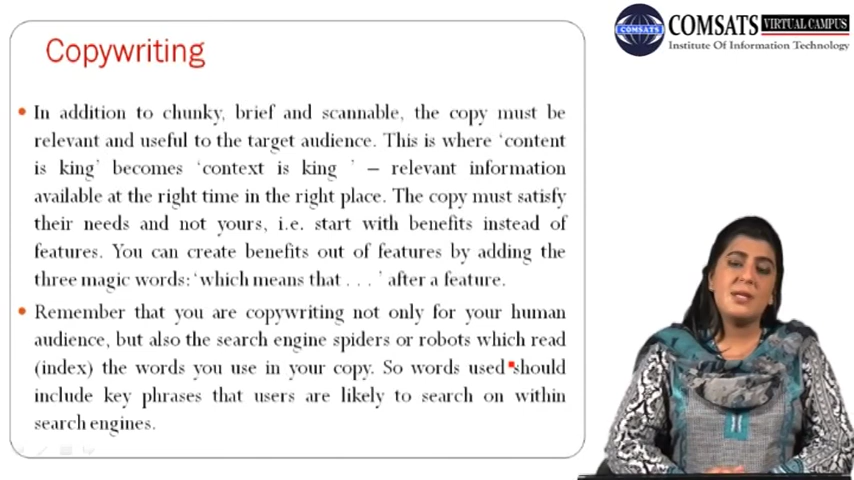 Copywriting
COMSATS VIRTUAL CAMPUS
COMSATS
Institute Of Information Technology
• In addition to chunky, brief and scannable, the copy must be
relevant and useful to the target audience. This is where ‘content
is king’ becomes ‘context is king ’ – relevant information
available at the right time in the right place. The copy must satisfy
their needs and not yours, i.e. start with benefits instead of
features. You can create benefits out of features by adding the
three magic words: ‘which means that . . . ’ after a feature.
• Remember that you are copywriting not only for your human
audience, but also the search engine spiders or robots which read
(index) the words you use in your copy. So words used should
include key phrases that users are likely to search on within
search engines.